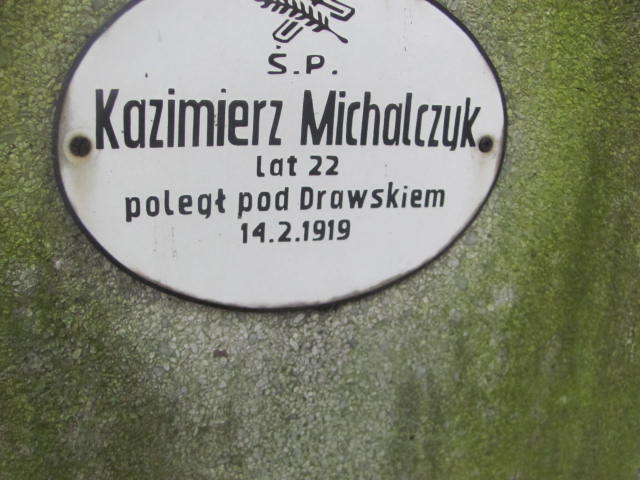 Ś.P.
Kazimierz Michalczyk
lat 22
poległ pod Drawskiem
14.2.1919